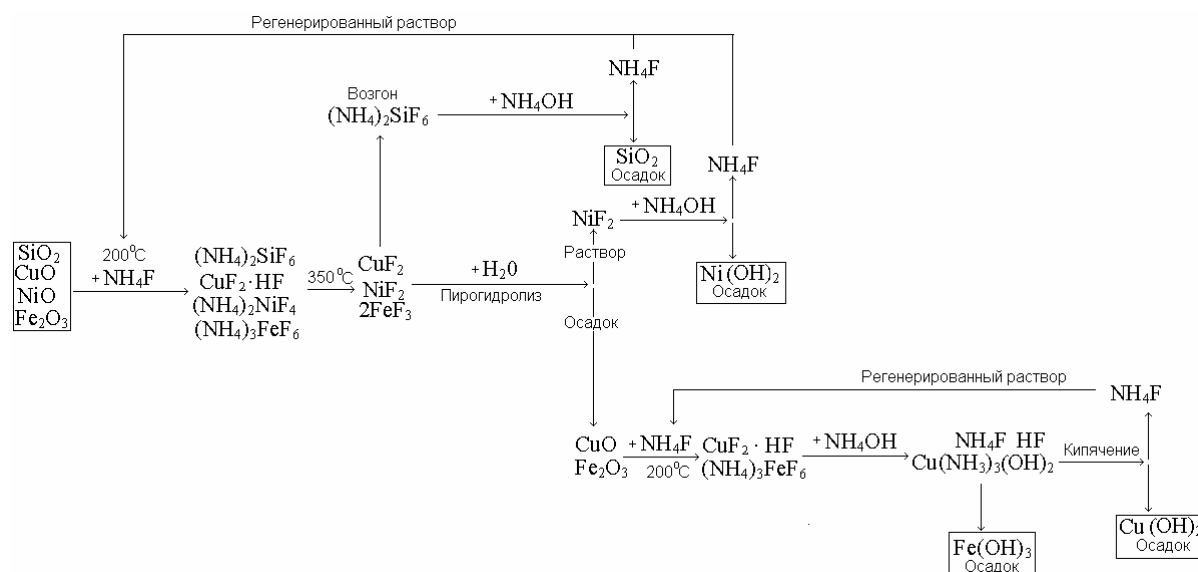 Регенерированный раствор
NH₄F
Возгон
(NH₄)₂SiF₆
+NH₄OH
SiO₂
Осадок
NH₄F
SiO₂
CuO
NiO
Fe₂O₃
200⁰C
+NH₄F
(NH₄)₂SiF₆
CuF₂·HF
(NH₄)₂NiF₄
(NH₄)₃FeF₆
350⁰C
CuF₂
NiF₂
2FeF₃
+H₂0
Пирогидролиз
NiF₂
+NH₄OH
Раствор
Осадок
Ni(OH)₂
Осадок
Регенерированный раствор
NH₄F
CuO
Fe₂O₃
+NH₄F
200⁰C
CuF₂·HF
(NH₄)₃FeF₆
+NH₄OH
NH₄F HF
Cu(NH₃)₃(OH)₂
Кипячение
Fe(OH)₃
Осадок
Cu(OH)₂
Осадок